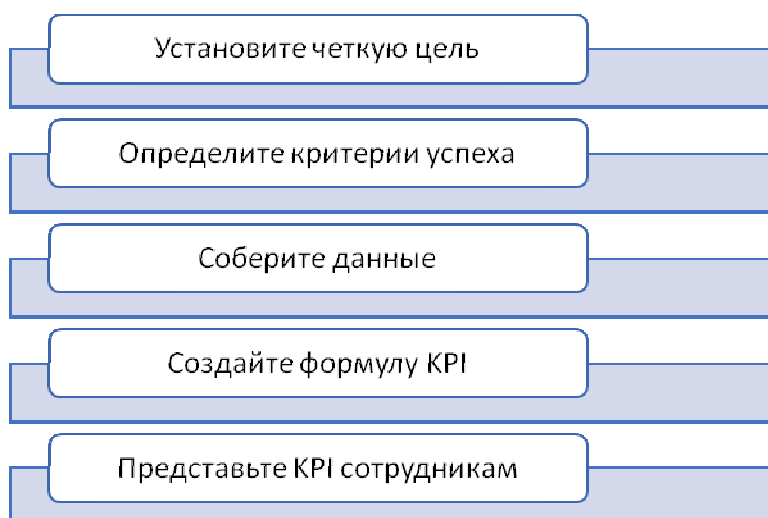 Установите четкую цель
Определите критерии успеха
Соберите данные
Создайте формулу KPI
Представьте KPI сотрудникам